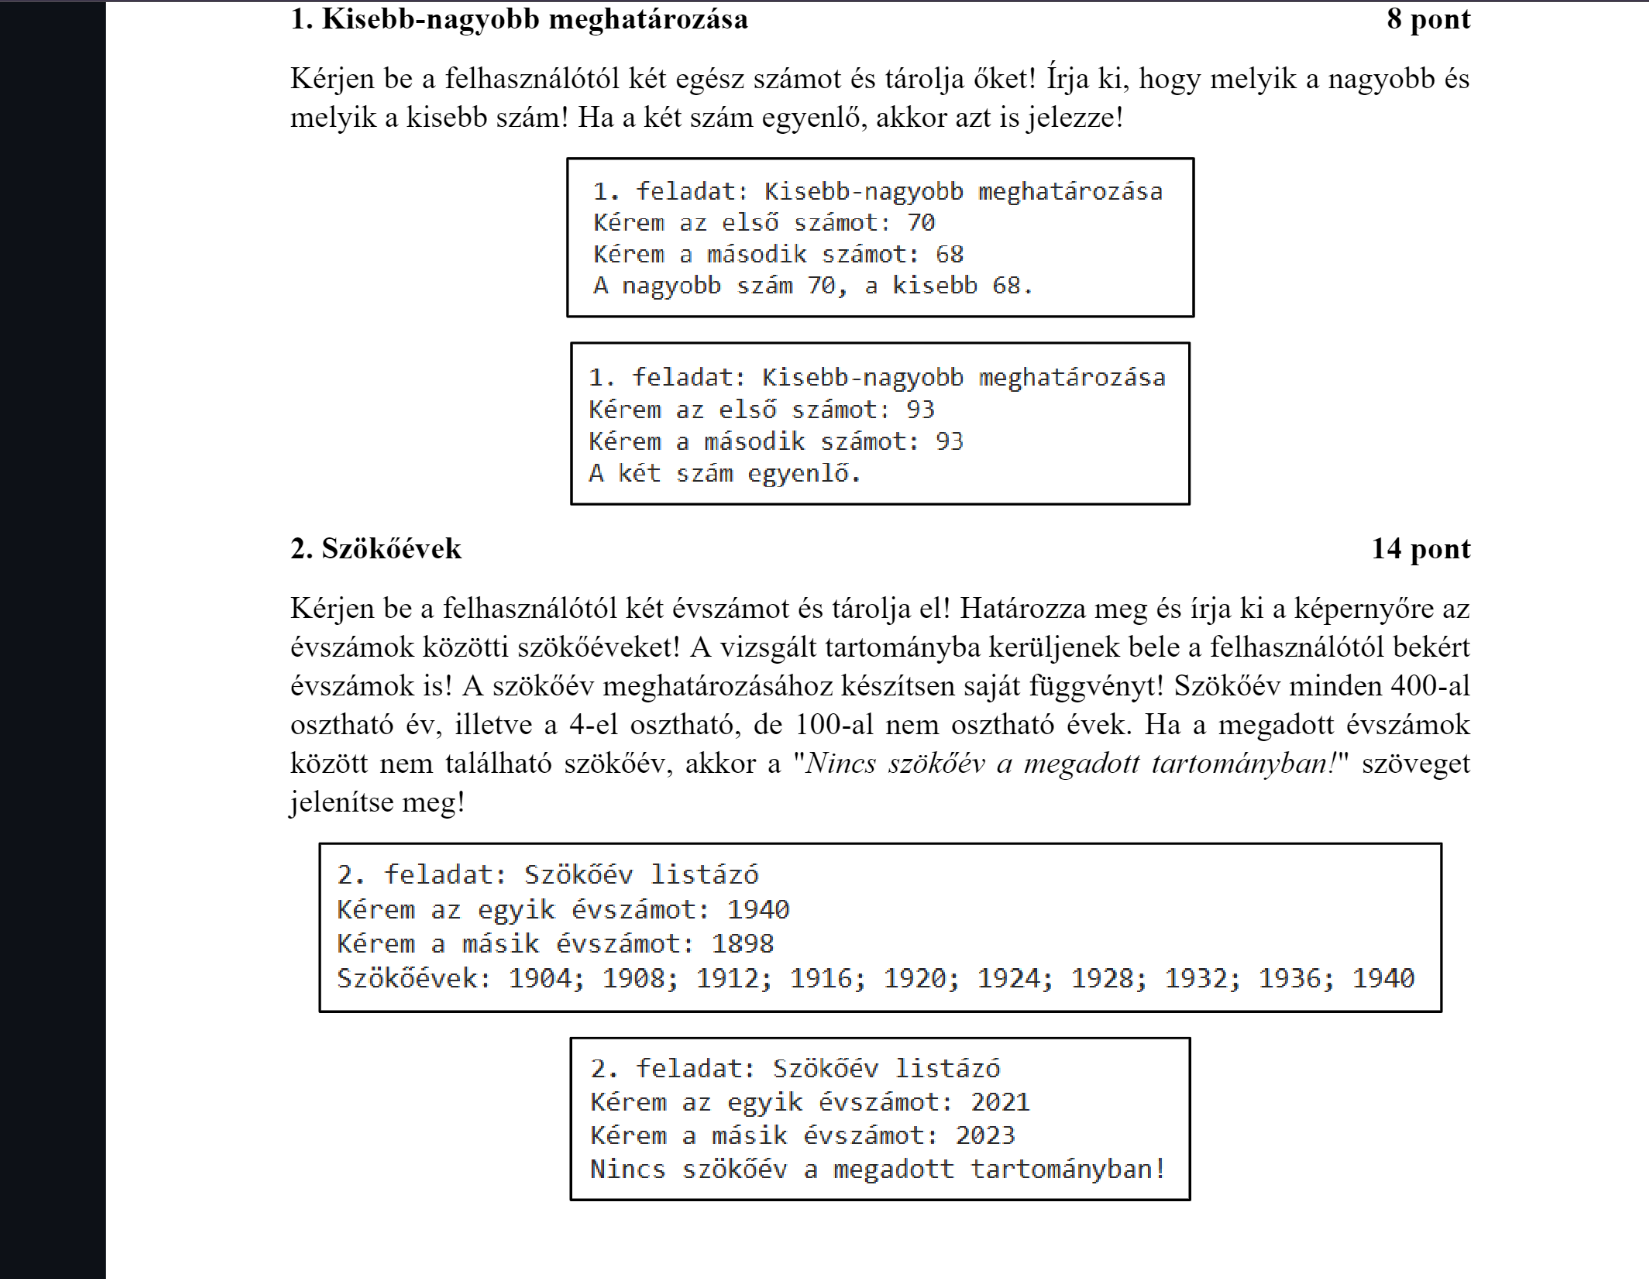 1. Kisebb-nagyobb meghatározása 8 pont
Kérjen be a felhasználótól két egész számot és tárolja őket! Írja ki, hogy melyik a nagyobb és
melyik a kisebb szám! Ha a két szám egyenlő, akkor azt is jelezze!
1. feladat: Kisebb-nagyobb meghatározása
Kérem az első számot: 70
Kérem a második számot: 68
A nagyobb szám 70, a kisebb 68.
1. feladat: Kisebb-nagyobb meghatározása
Kérem az első számot: 93
Kérem a második számot: 93
A két szám egyenlő.
2. Szökőévek 14 pont
Kérjen be a felhasználótól két évszámot és tárolja el! Határozza meg és írja ki a képernyőre az
évszámok közötti szökőéveket! A vizsgált tartományba kerüljenek bele a felhasználótól bekért
évszámok is! A szökőév meghatározásához készítsen saját függvényt! Szökőév minden 400-al
osztható év, illetve a 4-el osztható, de 100-al nem osztható évek. Ha a megadott évszámok
között nem található szökőév, akkor a "Nincs szökőév a megadott tartományban!" szöveget
jelenítse meg!
2. feladat: Szökőév listázó
Kérem az egyik évszámot: 1940
Kérem a másik évszámot: 1898
Szökőévek: 1904; 1908; 1912; 1916; 1920; 1924; 1928; 1932; 1936; 1940
2. feladat: Szökőév listázó
Kérem az egyik évszámot: 2021
Kérem a másik évszámot: 2023
Nincs szökőév a megadott tartományban!